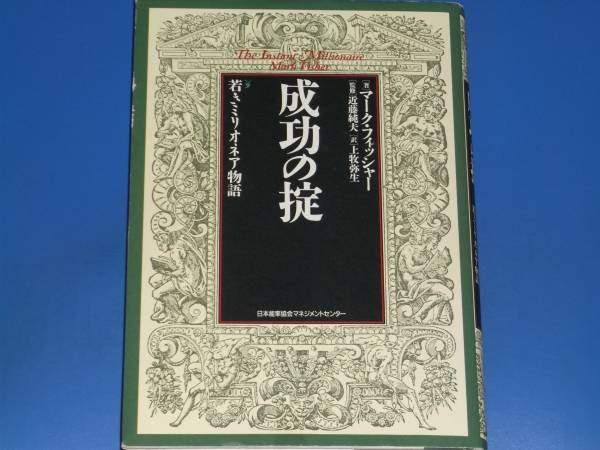 The Instant Millionaire
Mark Fisher
[著]マーク・フィッシャー
[監修]近藤純夫 [訳]上牧弥生
成功の掟
若きミリオネア物語
日本能率協会マネジメントセンター